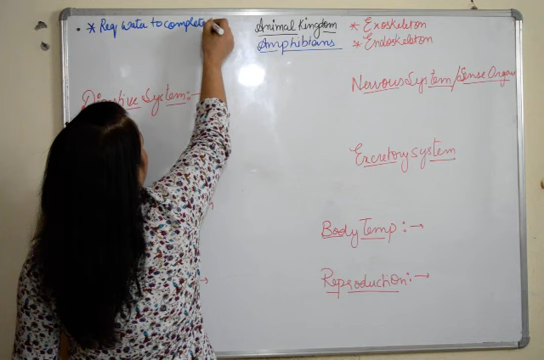 * Req Water to complete
Animal Kingdom
Amphibians
* Exoskeleton
* Endoskeleton
Digestive System :-
Nervous System / Sense Organ
Excretory system
Body Temp :→
Reproduction :→